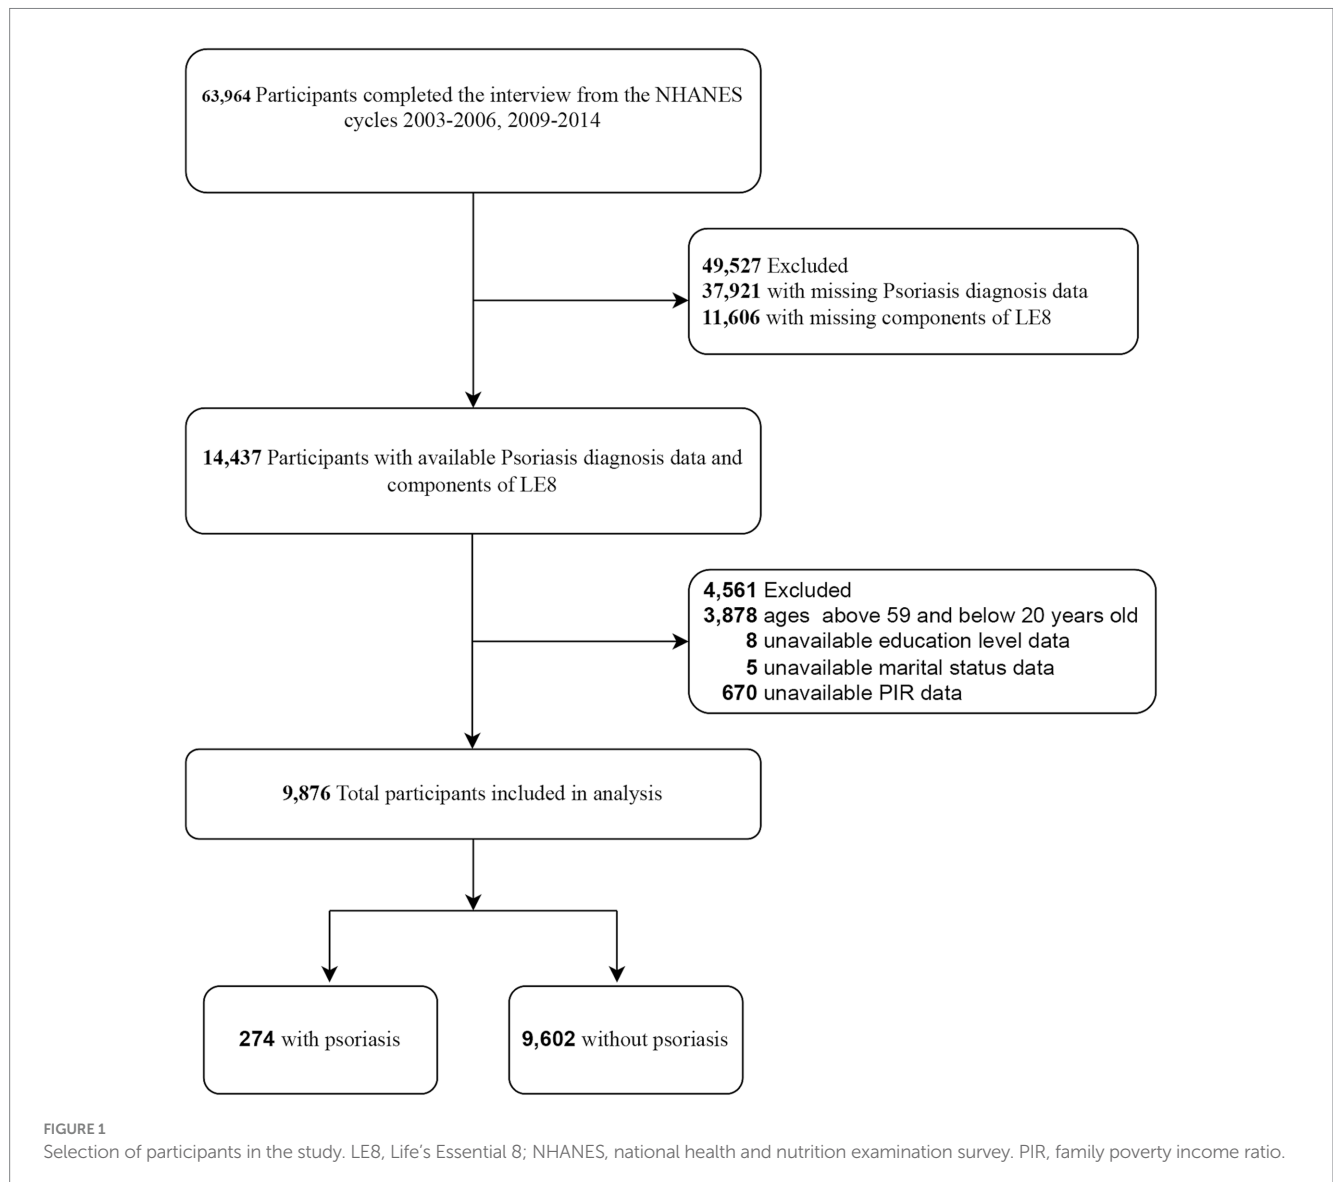 63,964 Participants completed the interview from the NHANES
cycles 2003-2006, 2009-2014
49,527 Excluded
37,921 with missing Psoriasis diagnosis data
11,606 with missing components of LE8
14,437 Participants with available Psoriasis diagnosis data and
components of LE8
4,561 Excluded
3,878 ages above 59 and below 20 years old
8 unavailable education level data
5 unavailable marital status data
670 unavailable PIR data
9,876 Total participants included in analysis
274 with psoriasis
9,602 without psoriasis
FIGURE 1
Selection of participants in the study. LE8, Life’s Essential 8; NHANES, national health and nutrition examination survey. PIR, family poverty income ratio.